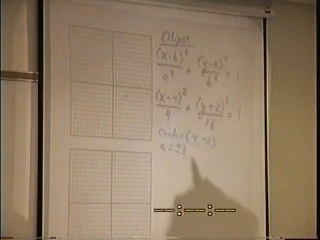 Ellipse
(x-h)²/a² + (y-k)²/b² = 1
(x-4)²/9 + (y+2)²/16 = 1
Center (4, -2)
a = ±3
--:--:--